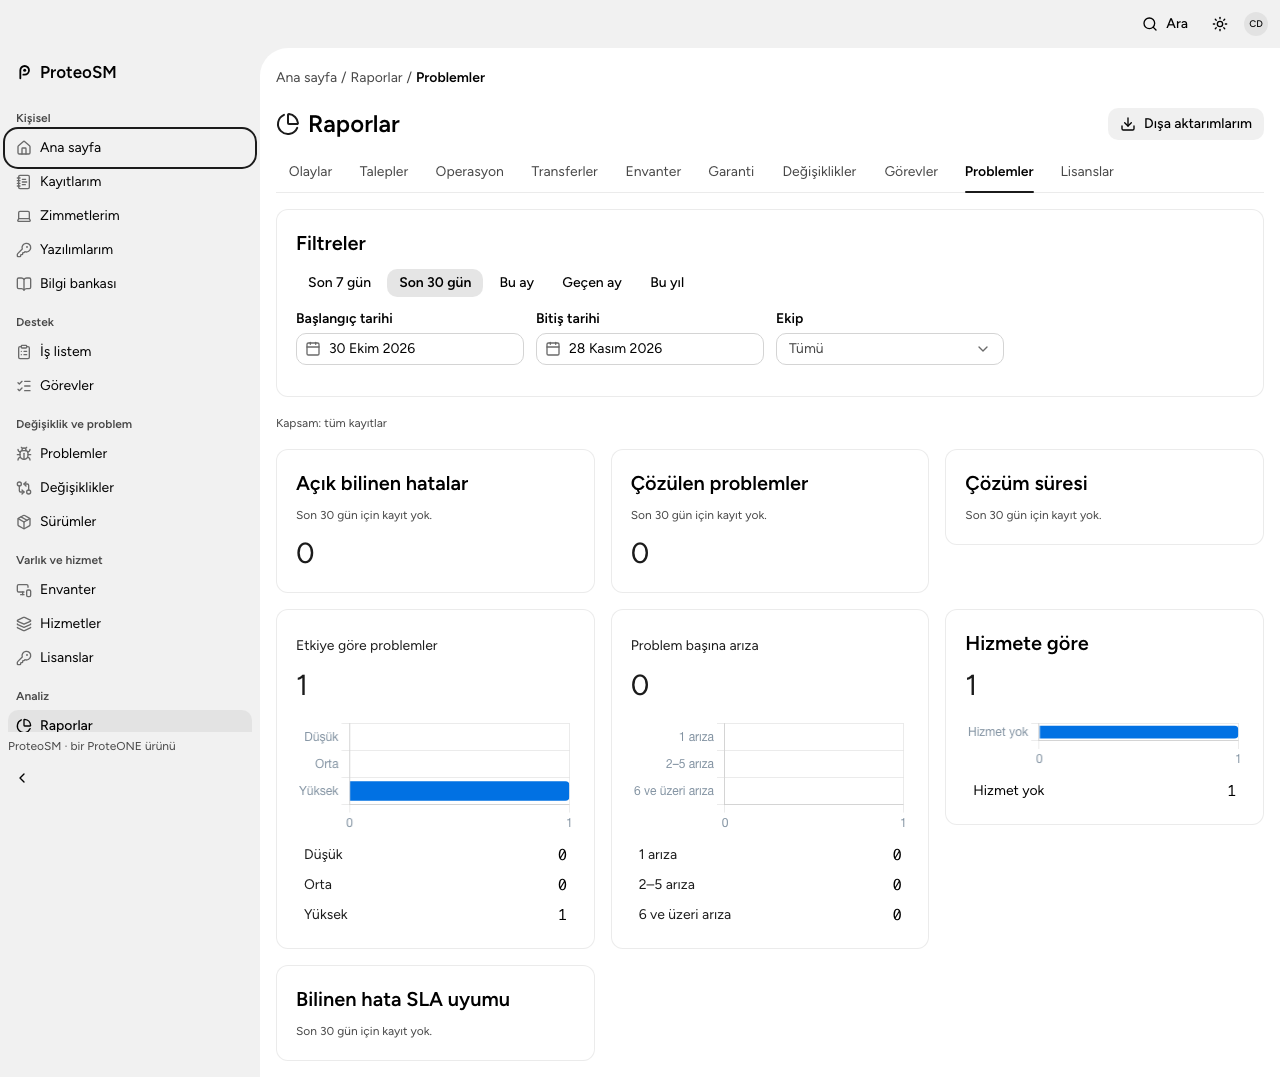 Ara
CD
ProteoSM
Kişisel
Ana sayfa
Kayıtlarım
Zimmetlerim
Yazılımlarım
Bilgi bankası
Destek
İş listem
Görevler
Değişiklik ve problem
Problemler
Değişiklikler
Sürümler
Varlık ve hizmet
Envanter
Hizmetler
Lisanslar
Analiz
Raporlar
ProteoSM · bir ProteONE ürünü
Ana sayfa / Raporlar / Problemler
Raporlar
Dışa aktarımlarım
Olaylar Talepler Operasyon Transferler Envanter Garanti Değişiklikler Görevler Problemler Lisanslar
Filtreler
Son 7 gün Son 30 gün Bu ay Geçen ay Bu yıl
Başlangıç tarihi Bitiş tarihi Ekip
30 Ekim 2026 28 Kasım 2026 Tümü
Kapsam: tüm kayıtlar
Açık bilinen hatalar
Son 30 gün için kayıt yok.
0
Çözülen problemler
Son 30 gün için kayıt yok.
0
Çözüm süresi
Son 30 gün için kayıt yok.
Etkiye göre problemler
1
Düşük
Orta
Yüksek
0 1
Düşük 0
Orta 0
Yüksek 1
Problem başına arıza
0
1 arıza
2–5 arıza
6 ve üzeri arıza
0 1
1 arıza 0
2–5 arıza 0
6 ve üzeri arıza 0
Hizmete göre
1
Hizmet yok
0 1
Hizmet yok 1
Bilinen hata SLA uyumu
Son 30 gün için kayıt yok.